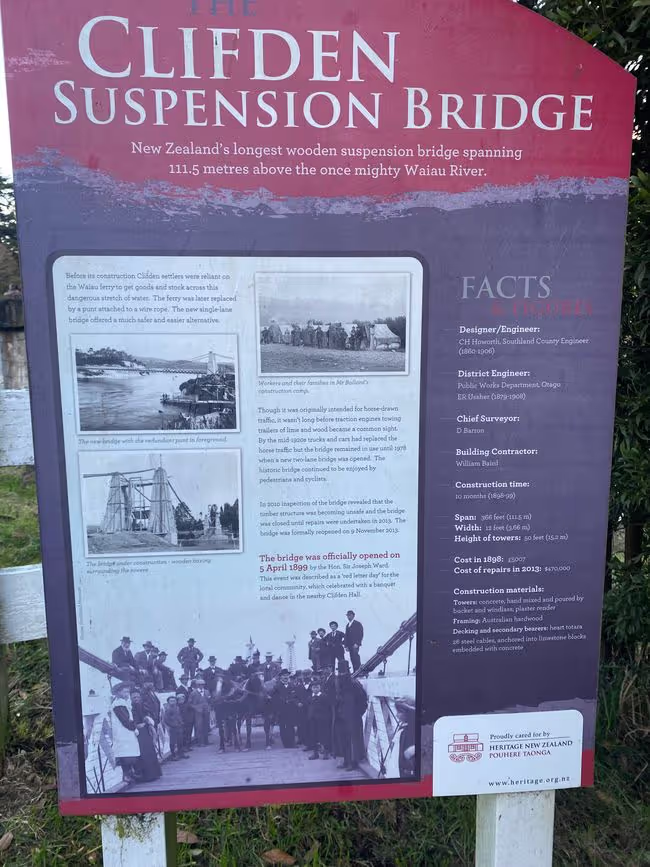 THE
CLIFDEN
SUSPENSION BRIDGE
New Zealand's longest wooden suspension bridge spanning
111.5 metres above the once mighty Waiau River.
Before its construction Clifden settlers were reliant on
the Waiau ferry to get goods and stock across this
dangerous stretch of water. The ferry was later replaced
by a punt attached to a wire rope. The new single-lane
bridge offered a much safer and easier alternative.
The new bridge with the redundant punt in foreground.
The bridge under construction - wooden boxing
surrounding the towers.
Workers and their families in Mr Baliand's
construction camp.
Though it was originally intended for horse-drawn
traffic, it wasn't long before traction engines towing
trailers of lime and wood became a common sight.
By the mid-1920s trucks and cars had replaced the
horse traffic but the bridge remained in use until 1978
when a new two-lane bridge was opened. The
historic bridge continued to be enjoyed by
pedestrians and cyclists.
In 2010 inspection of the bridge revealed that the
timber structure was becoming unsafe and the bridge
was closed until repairs were undertaken in 2013. The
bridge was formally reopened on 9 November 2013.
The bridge was officially opened on
5 April 1899 by the Hon. Sir Joseph Ward.
This event was described as a 'red letter day' for the
local community, which celebrated with a banquet
and dance in the nearby Clifden Hall.
FACTS
& FIGURES
Designer/Engineer:
CH Howorth, Southland County Engineer
(1860-1906)
District Engineer:
Public Works Department, Otago
ER Ussher (1879-1908)
Chief Surveyor:
D Barron
Building Contractor:
William Baird
Construction time:
10 months (1898-99)
Span: 366 feet (111.5 m)
Width: 12 feet (3.66 m)
Height of towers: 50 feet (15.2 m)
Cost in 1898: £5007
Cost of repairs in 2013: $470,000
Construction materials:
Towers: concrete, hand mixed and poured by
bucket and windlass; plaster render
Framing: Australian hardwood
Decking and secondary bearers: heart totara
28 steel cables, anchored into limestone blocks
embedded with concrete
Proudly cared for by
HERITAGE NEW ZEALAND
POUHERE TAONGA
www.heritage.org.nz